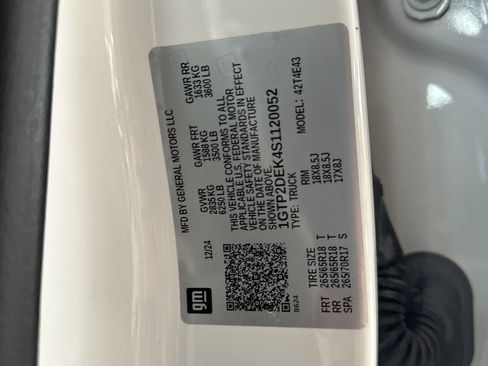 gm
MFD BY GENERAL MOTORS LLC
12/24 GVWR GAWR FRT GAWR RR
2835 KG 1588 KG 1633 KG
6250 LB 3500 LB 3600 LB
THIS VEHICLE CONFORMS TO ALL
APPLICABLE U.S. FEDERAL MOTOR
VEHICLE SAFETY STANDARDS IN EFFECT
ON THE DATE OF MANUFACTURE
SHOWN ABOVE.
1GTP2DEK4S1120052
TYPE: TRUCK MODEL: 42T4E43
8624
TIRE SIZE RIM
FRT 265/65R18 T 18X8.5J
RR 265/65R18 T 18X8.5J
SPA 265/70R17 S 17X8J